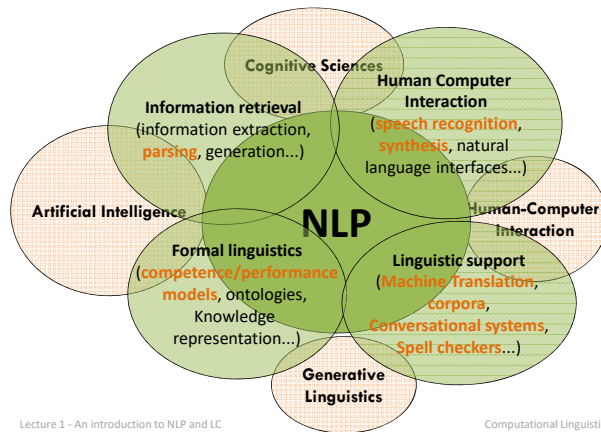 Cognitive Sciences
Information retrieval
(information extraction,
parsing, generation...)
Human Computer
Interaction
(speech recognition,
synthesis, natural
language interfaces...)
Artificial Intelligence
NLP
Human-Computer
Interaction
Formal linguistics
(competence/performance
models, ontologies,
Knowledge
representation...)
Linguistic support
(Machine Translation,
corpora,
Conversational systems,
Spell checkers...)
Generative
Linguistics
Lecture 1 - An introduction to NLP and LC
Computational Linguisti